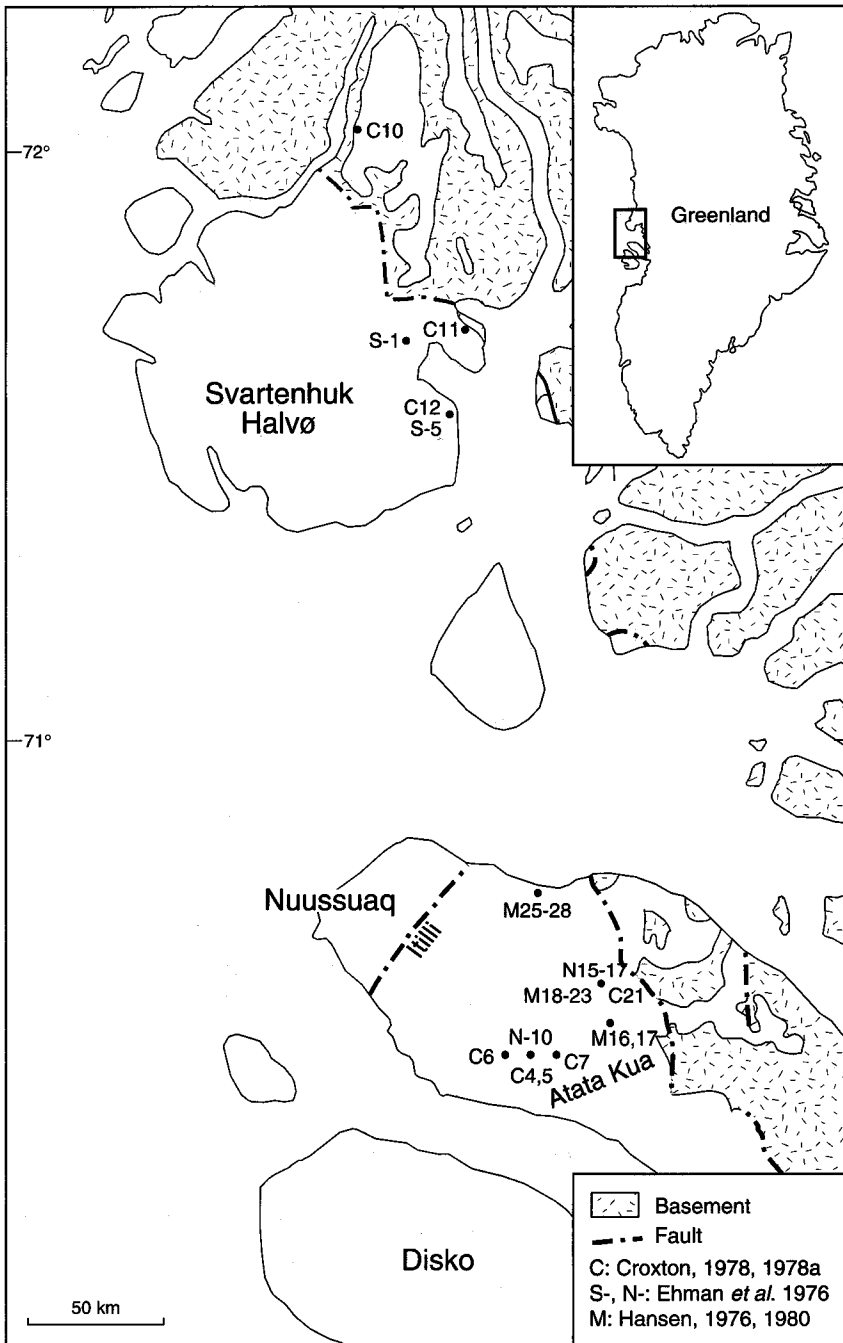 72°
C10
Greenland
C11
S-1
Svartenhuk
Halvø
C12
S-5
71°
Nuussuaq
Itilli
M25-28
N15-17
M18-23
C21
M16,17
N-10
C6
C7
C4,5
Atata Kua
Disko
50 km
Basement
Fault
C: Croxton, 1978, 1978a
S-, N-: Ehman et al. 1976
M: Hansen, 1976, 1980